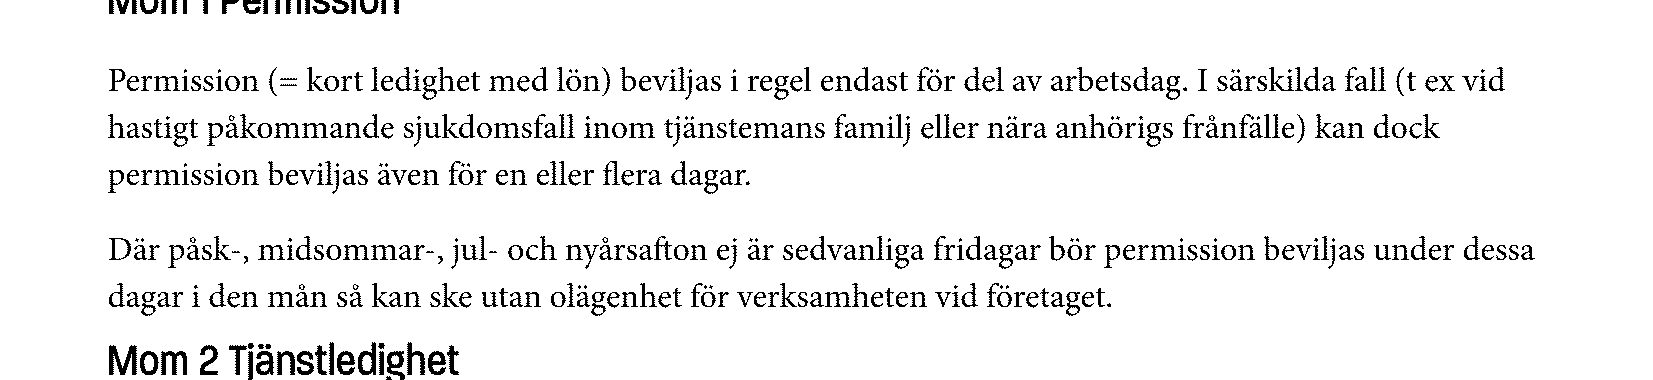 Mom 1 Permission
Permission (= kort ledighet med lön) beviljas i regel endast för del av arbetsdag. I särskilda fall (t ex vid
hastigt påkommande sjukdomsfall inom tjänstemans familj eller nära anhörigs frånfälle) kan dock
permission beviljas även för en eller flera dagar.
Där påsk-, midsommar-, jul- och nyårsafton ej är sedvanliga fridagar bör permission beviljas under dessa
dagar i den mån så kan ske utan olägenhet för verksamheten vid företaget.
Mom 2 Tjänstledighet